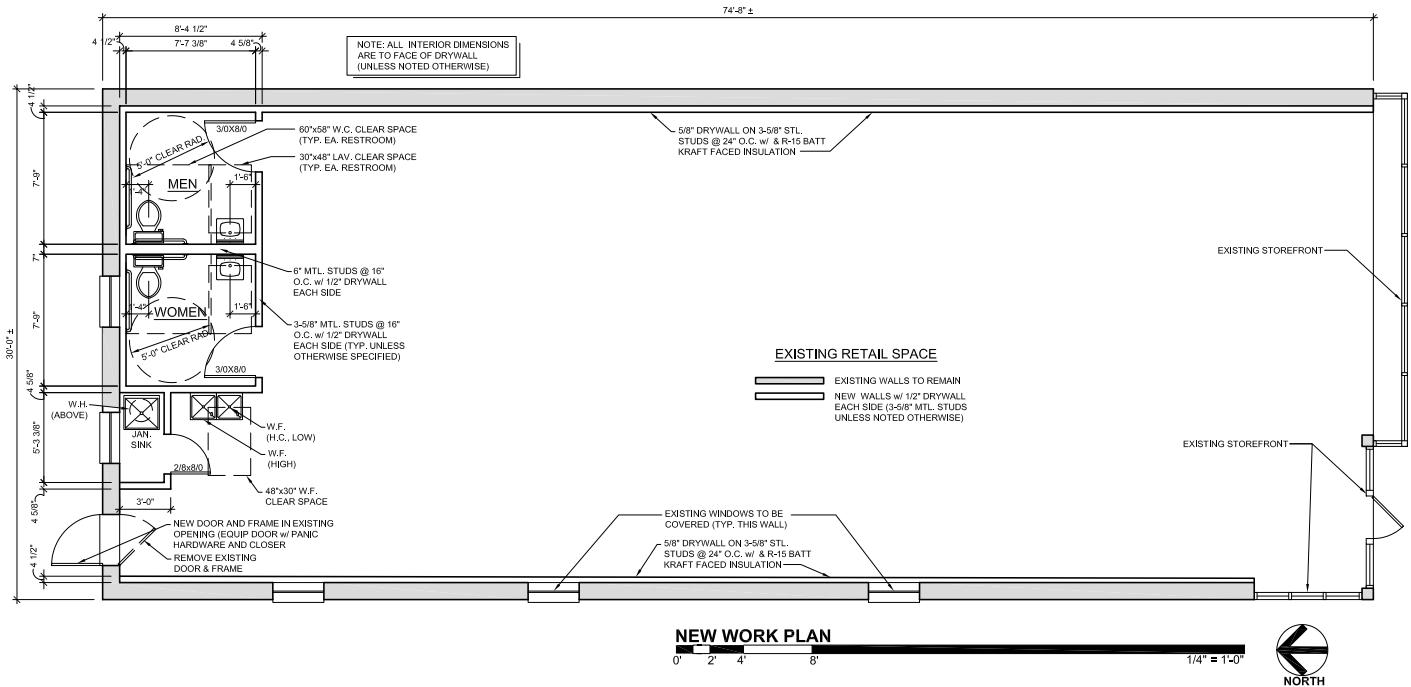 74'-8" ±
8'-4 1/2"
4 1/2"
7'-7 3/8"
4 5/8"
NOTE: ALL INTERIOR DIMENSIONS
ARE TO FACE OF DRYWALL
(UNLESS NOTED OTHERWISE)
4 1/2"
3/0X8/0
60"x58" W.C. CLEAR SPACE
(TYP. EA. RESTROOM)
5/8" DRYWALL ON 3-5/8" STL.
STUDS @ 24" O.C. w/ & R-15 BATT
KRAFT FACED INSULATION
5'-0" CLEAR RAD.
30"x48" LAV. CLEAR SPACE
(TYP. EA. RESTROOM)
7'-9"
MEN
1'-4"
1'-6"
EXISTING STOREFRONT
7"
6" MTL. STUDS @ 16"
O.C. w/ 1/2" DRYWALL
EACH SIDE
1'-4"
1'-6"
WOMEN
7'-9"
30'-0" ±
3-5/8" MTL. STUDS @ 16"
O.C. w/ 1/2" DRYWALL
EACH SIDE (TYP. UNLESS
OTHERWISE SPECIFIED)
5'-0" CLEAR RAD.
3/0X8/0
EXISTING RETAIL SPACE
EXISTING WALLS TO REMAIN
NEW WALLS w/ 1/2" DRYWALL
EACH SIDE (3-5/8" MTL. STUDS
UNLESS NOTED OTHERWISE)
4 5/8"
W.H.
(ABOVE)
JAN.
SINK
W.F.
(H.C., LOW)
W.F.
(HIGH)
5'-3 3/8"
2/8x8/0
EXISTING STOREFRONT
48"x30" W.F.
CLEAR SPACE
3'-0"
4 5/8"
NEW DOOR AND FRAME IN EXISTING
OPENING (EQUIP DOOR w/ PANIC
HARDWARE AND CLOSER
REMOVE EXISTING
DOOR & FRAME
4 1/2"
EXISTING WINDOWS TO BE
COVERED (TYP. THIS WALL)
5/8" DRYWALL ON 3-5/8" STL.
STUDS @ 24" O.C. w/ & R-15 BATT
KRAFT FACED INSULATION
NEW WORK PLAN
0' 2' 4' 8' 1/4" = 1'-0"
NORTH